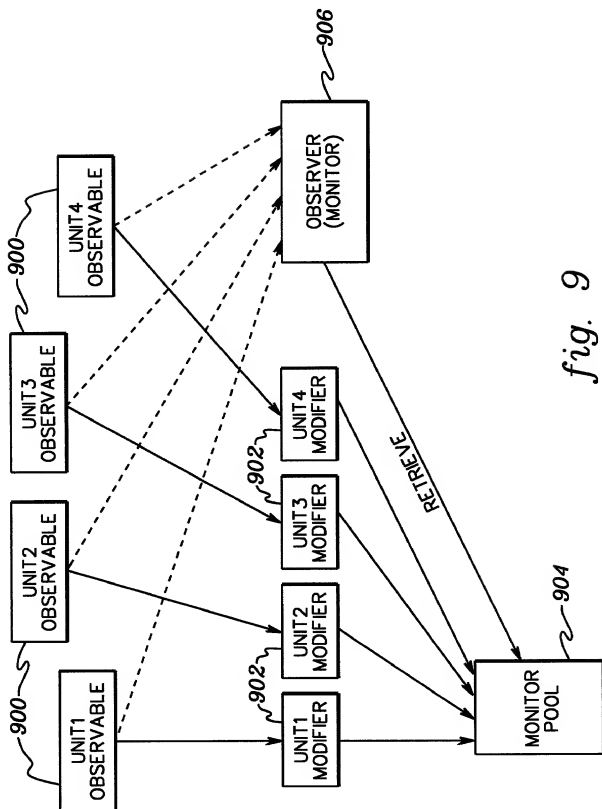 900
900
UNIT1
OBSERVABLE
UNIT2
OBSERVABLE
UNIT3
OBSERVABLE
UNIT4
OBSERVABLE
902
902
902
UNIT1
MODIFIER
UNIT2
MODIFIER
UNIT3
MODIFIER
UNIT4
MODIFIER
OBSERVER
(MONITOR)
906
RETRIEVE
MONITOR
POOL
904
fig. 9